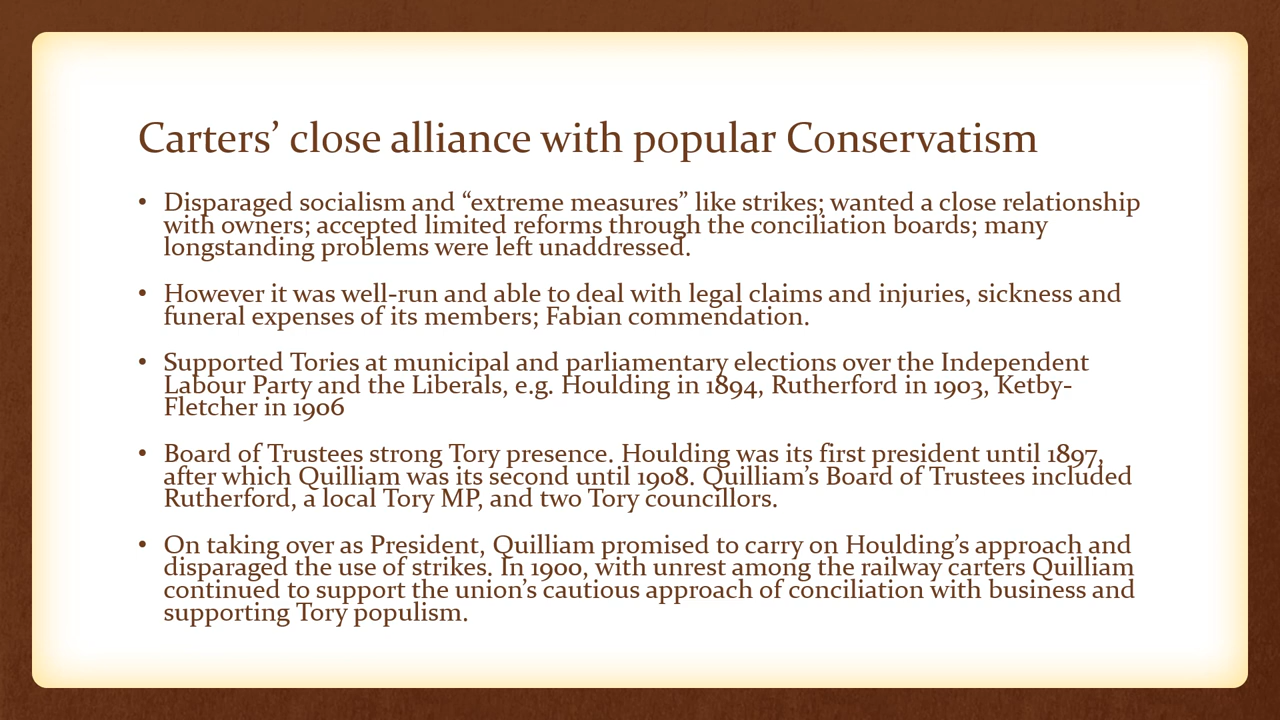 Carters’ close alliance with popular Conservatism
• Disparaged socialism and “extreme measures” like strikes; wanted a close relationship
with owners; accepted limited reforms through the conciliation boards; many
longstanding problems were left unaddressed.
• However it was well-run and able to deal with legal claims and injuries, sickness and
funeral expenses of its members; Fabian commendation.
• Supported Tories at municipal and parliamentary elections over the Independent
Labour Party and the Liberals, e.g. Houlding in 1894, Rutherford in 1903, Ketby-
Fletcher in 1906
• Board of Trustees strong Tory presence. Houlding was its first president until 1897,
after which Quilliam was its second until 1908. Quilliam’s Board of Trustees included
Rutherford, a local Tory MP, and two Tory councillors.
• On taking over as President, Quilliam promised to carry on Houlding’s approach and
disparaged the use of strikes. In 1900, with unrest among the railway carters Quilliam
continued to support the union’s cautious approach of conciliation with business and
supporting Tory populism.